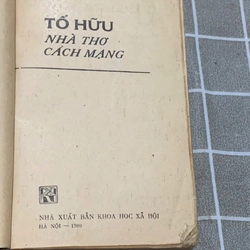 TỐ HỮU
NHÀ THƠ
CÁCH MẠNG
NHÀ XUẤT BẢN KHOA HỌC XÃ HỘI
HÀ NỘI — 1980